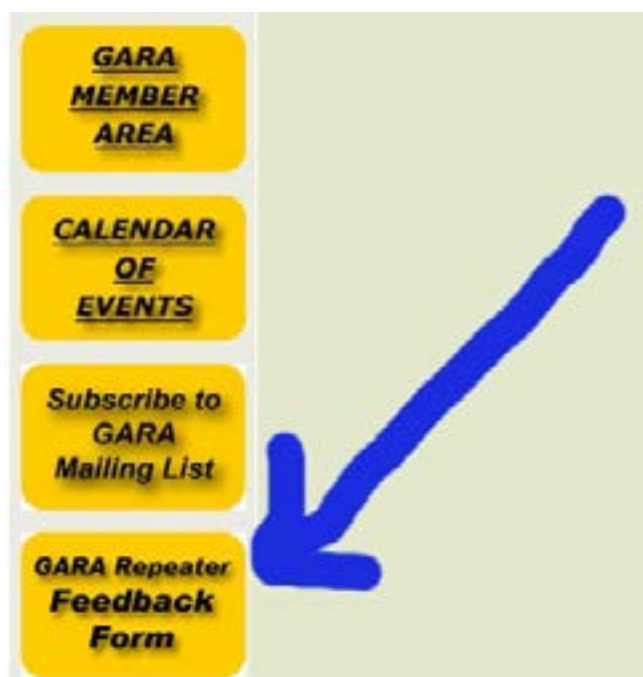 GARA
MEMBER
AREA
CALENDAR
OF
EVENTS
Subscribe to
GARA
Mailing List
GARA Repeater
Feedback
Form